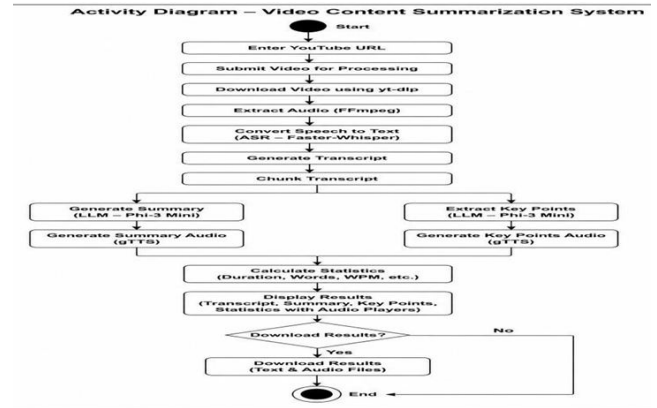 Activity Diagram – Video Content Summarization System
Start
Enter YouTube URL
Submit Video for Processing
Download Video using yt-dlp
Extract Audio (FFmpeg)
Convert Speech to Text
(ASR – Faster-Whisper)
Generate Transcript
Chunk Transcript
Generate Summary
(LLM – Phi-3 Mini)
Extract Key Points
(LLM – Phi-3 Mini)
Generate Summary Audio
(gTTS)
Generate Key Points Audio
(gTTS)
Calculate Statistics
(Duration, Words, WPM, etc.)
Display Results
(Transcript, Summary, Key Points,
Statistics with Audio Players)
Download Results?
No
Yes
Download Results
(Text & Audio Files)
End